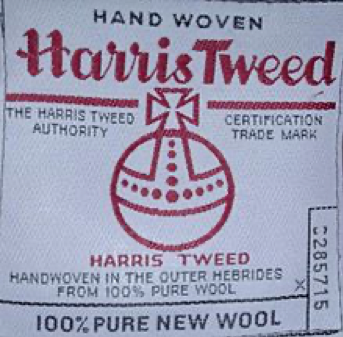 HAND WOVEN
Harris Tweed
THE HARRIS TWEED
AUTHORITY
CERTIFICATION
TRADE MARK
HARRIS TWEED
HANDWOVEN IN THE OUTER HEBRIDES
FROM 100% PURE WOOL
100% PURE NEW WOOL